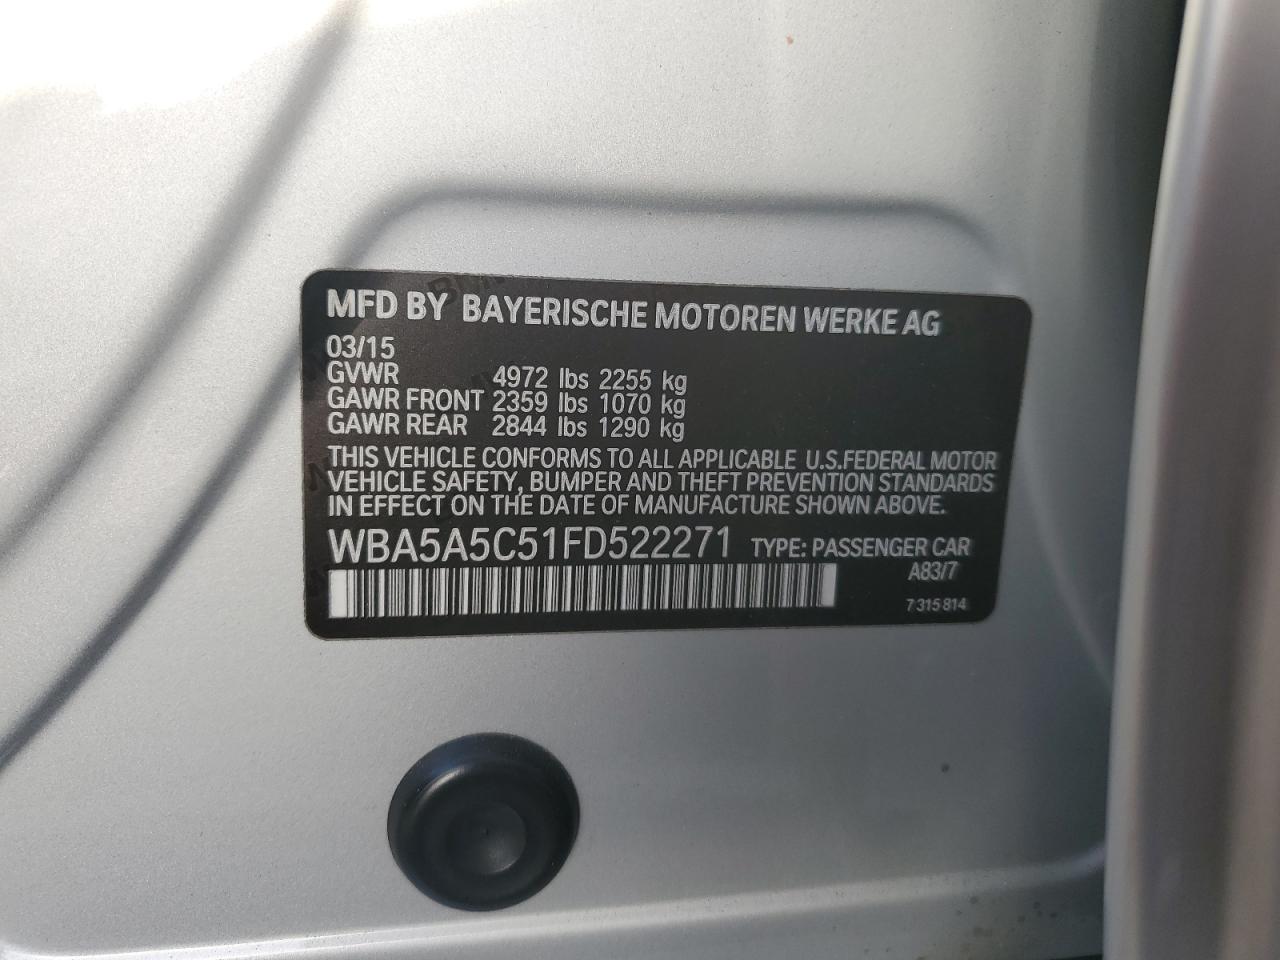 MFD BY BAYERISCHE MOTOREN WERKE AG
03/15
GVWR 4972 lbs 2255 kg
GAWR FRONT 2359 lbs 1070 kg
GAWR REAR 2844 lbs 1290 kg
THIS VEHICLE CONFORMS TO ALL APPLICABLE U.S.FEDERAL MOTOR
VEHICLE SAFETY, BUMPER AND THEFT PREVENTION STANDARDS
IN EFFECT ON THE DATE OF MANUFACTURE SHOWN ABOVE.
WBA5A5C51FD522271 TYPE: PASSENGER CAR
A83/7
7 315 814